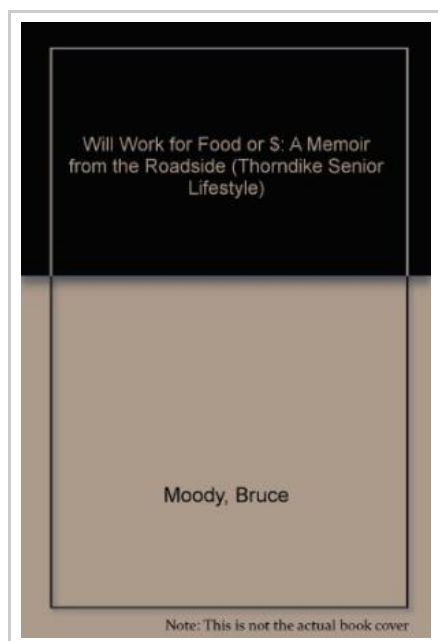 Will Work for Food or $: A Memoir
from the Roadside (Thorndike Senior
Lifestyle)
Moody, Bruce
Note: This is not the actual book cover